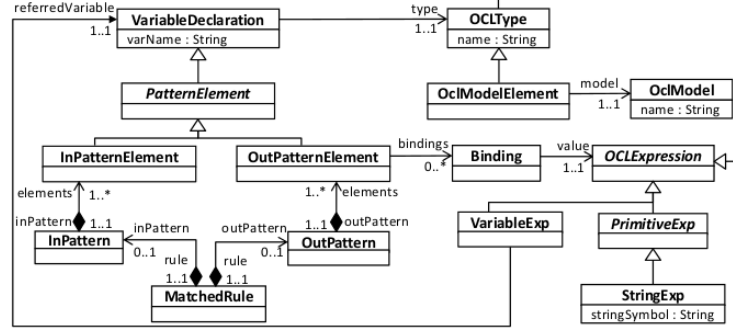 referredVariable
1..1
VariableDeclaration
varName : String
type
1..1
OCLType
name : String
PatternElement
OclModelElement
model
1..1
OclModel
name : String
InPatternElement
OutPatternElement
bindings
0..*
Binding
value
1..1
OCLExpression
elements
1..*
1..*
elements
inPattern
1..1
inPattern
0..1
outPattern
0..1
1..1
outPattern
VariableExp
PrimitiveExp
InPattern
OutPattern
rule
1..1
rule
1..1
MatchedRule
StringExp
stringSymbol : String